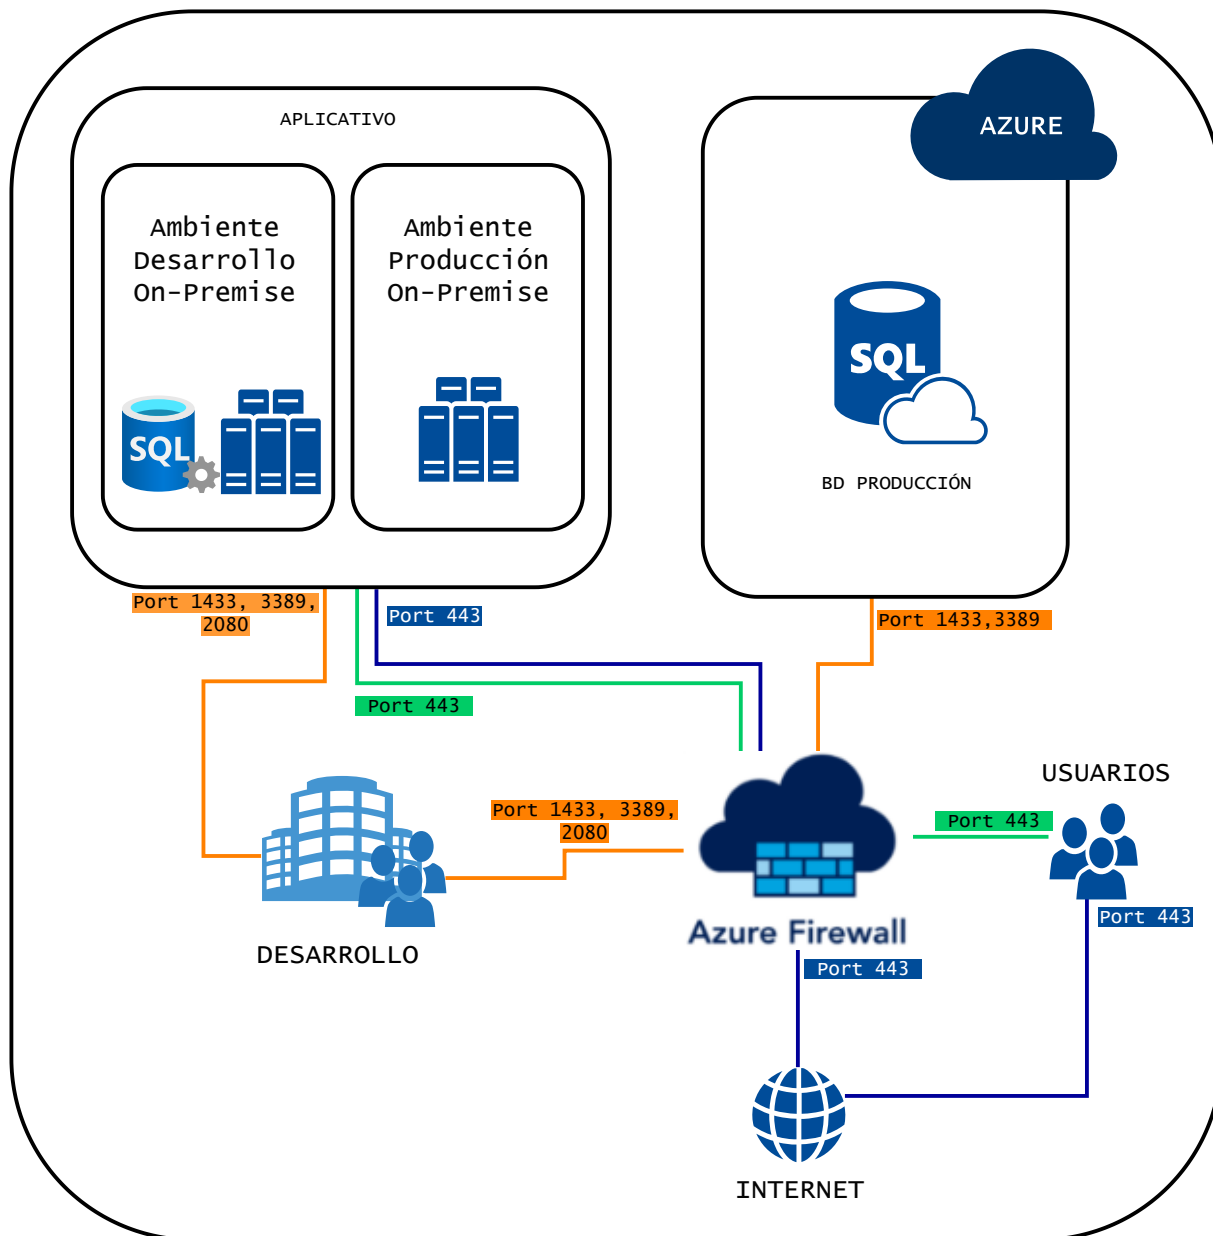 AZURE
APLICATIVO
Ambiente
Desarrollo
On-Premise
Ambiente
Producción
On-Premise
SQL
SQL
BD PRODUCCIÓN
Port 1433, 3389,
2080
Port 443
Port 1433,3389
Port 443
USUARIOS
Port 1433, 3389,
2080
Port 443
Port 443
Azure Firewall
DESARROLLO
Port 443
INTERNET